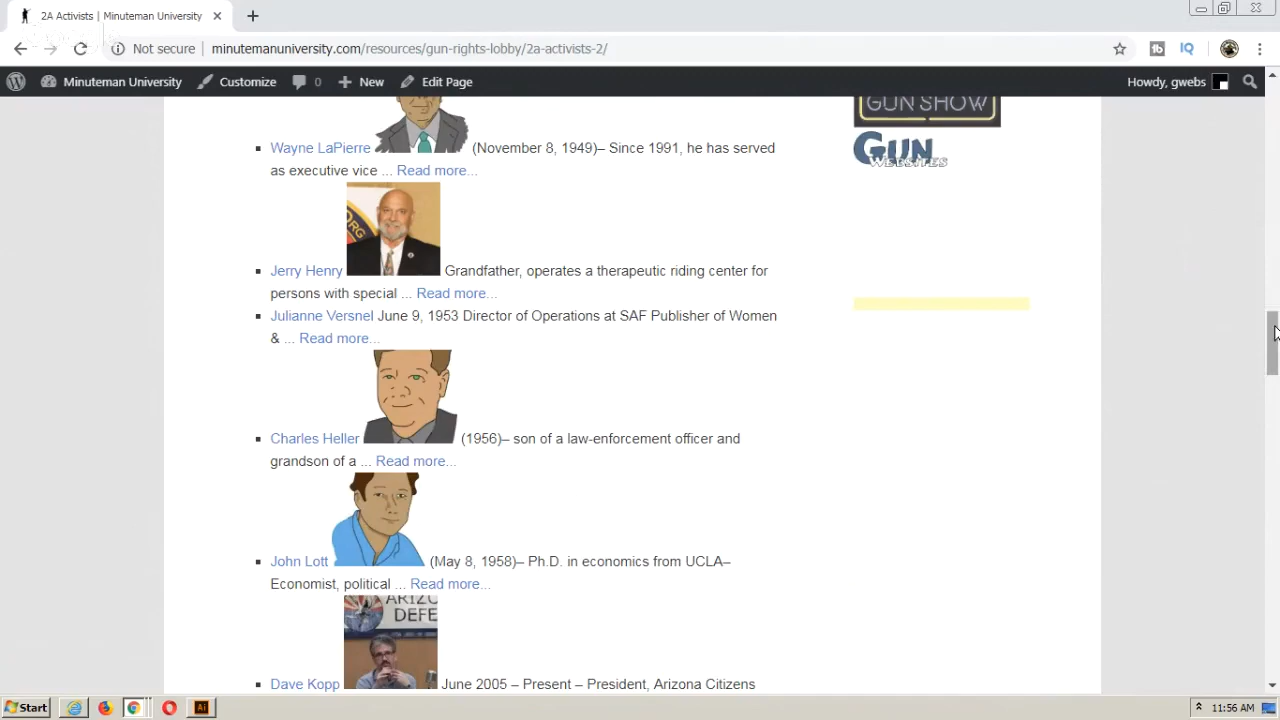 2A Activists | Minuteman University
Not secure minutemanuniversity.com/resources/gun-rights-lobby/2a-activists-2/
Minuteman University Customize 0 New Edit Page Howdy, gwebs
GUN SHOW
GUN
WEBSITES
Wayne LaPierre (November 8, 1949)– Since 1991, he has served
as executive vice ... Read more...
ORG
Jerry Henry Grandfather, operates a therapeutic riding center for
persons with special ... Read more...
Julianne Versnel June 9, 1953 Director of Operations at SAF Publisher of Women
& ... Read more...
Charles Heller (1956)– son of a law-enforcement officer and
grandson of a ... Read more...
John Lott (May 8, 1958)– Ph.D. in economics from UCLA–
Economist, political ... Read more...
ARIZO
DEFE
Dave Kopp June 2005 – Present – President, Arizona Citizens
Start Ai 11:56 AM